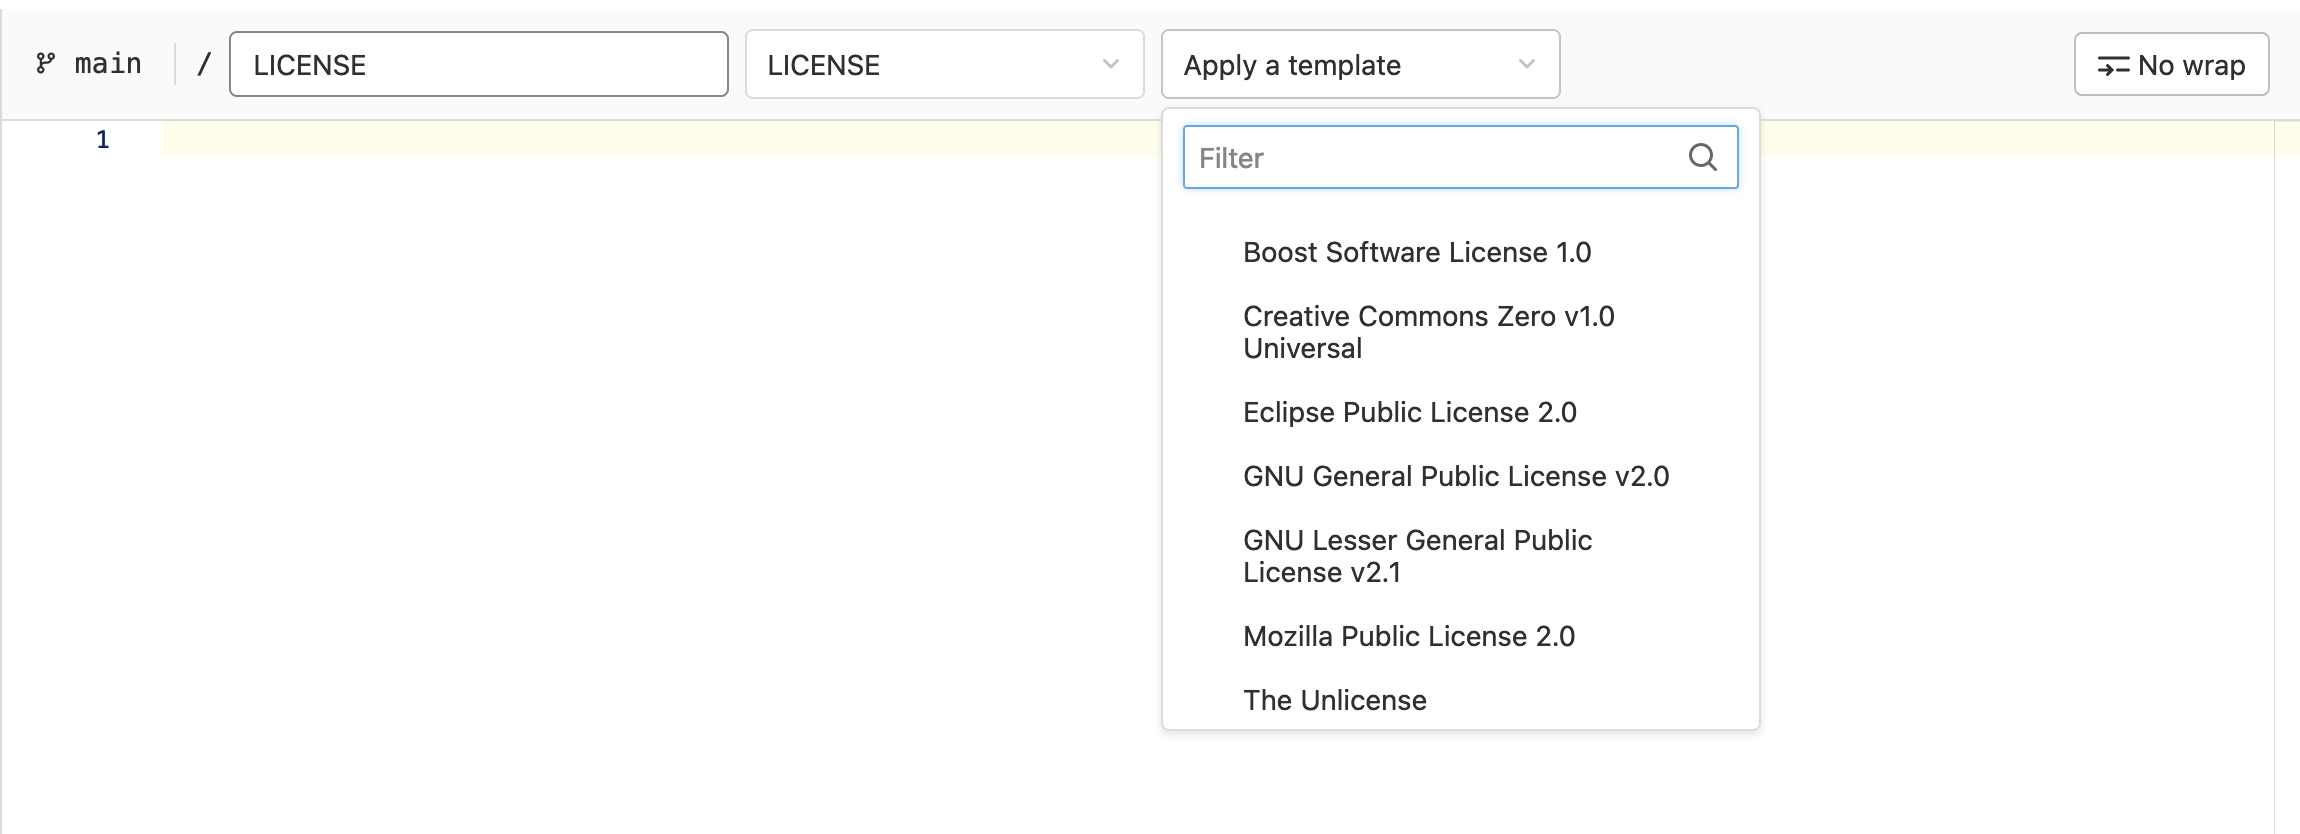 main / LICENSE LICENSE Apply a template No wrap
1
Filter
Boost Software License 1.0
Creative Commons Zero v1.0
Universal
Eclipse Public License 2.0
GNU General Public License v2.0
GNU Lesser General Public
License v2.1
Mozilla Public License 2.0
The Unlicense